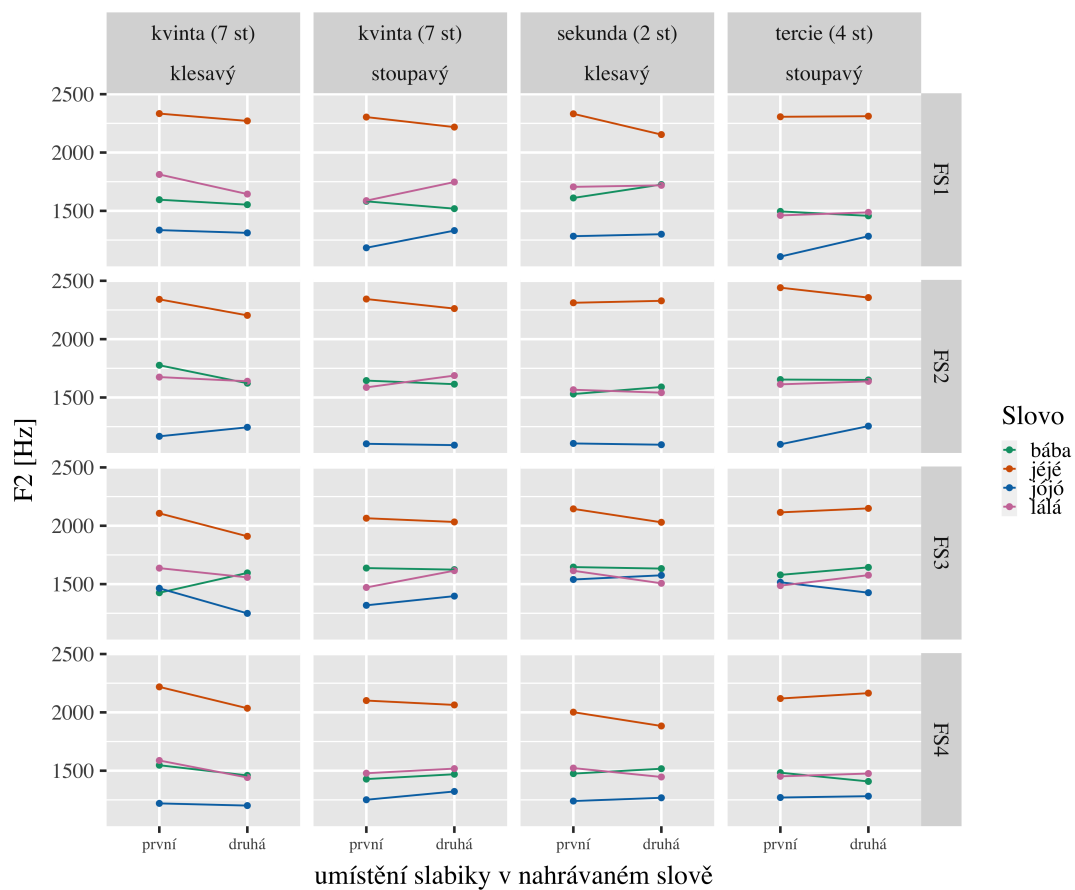 kvinta (7 st) kvinta (7 st) sekunda (2 st) tercie (4 st)
klesavý stoupavý klesavý stoupavý
2500
2000
1500
FS1
2500
2000
1500
FS2
2500
2000
1500
FS3
2500
2000
1500
FS4
F2 [Hz]
první druhá první druhá první druhá první druhá
umístění slabiky v nahrávaném slově
Slovo
bába
jéjé
jójó
lálá